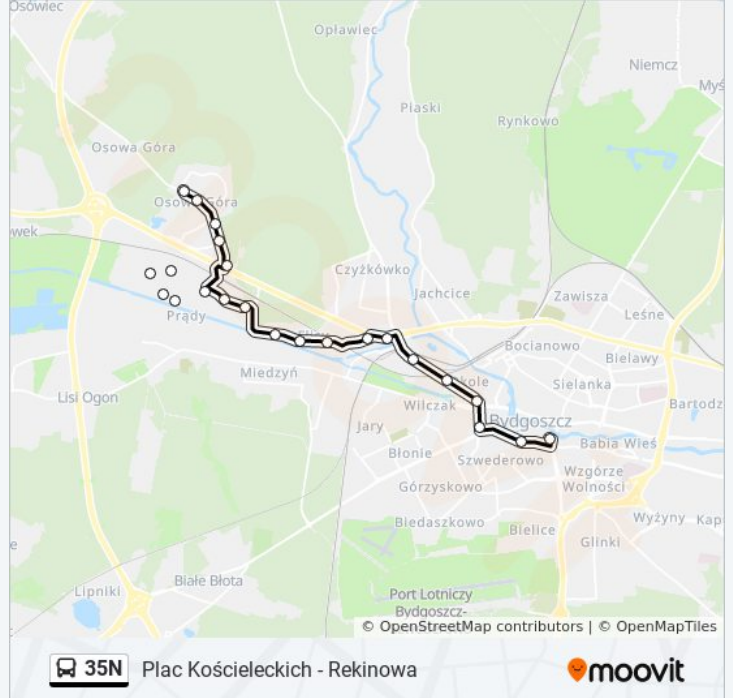 Osówiec
Opławiec
Niemcz
Piaski
Myś
Rynkowo
Osowa Góra
Osowa Góra
owek
Czyżkówko
Jachcice
Zawisza
Prądy
Leśne
Bocianowo
Bielawy
Miedzyń
okole
Sielanka
Lisi Ogon
Wilczak
Bartodz
Bydgoszcz
Jary
Babia Wieś
Błonie
Szwederowo
Wzgórze
Wolności
Górzyskowo
Wyżyny
Kap
Biedaszkowo
Bielice
Glinki
e
Białe Błota
Lipniki
Port Lotniczy
Bydgoszcz-
© OpenStreetMap contributors | © OpenMapTiles
35N Plac Kościeleckich - Rekinowa
moovit